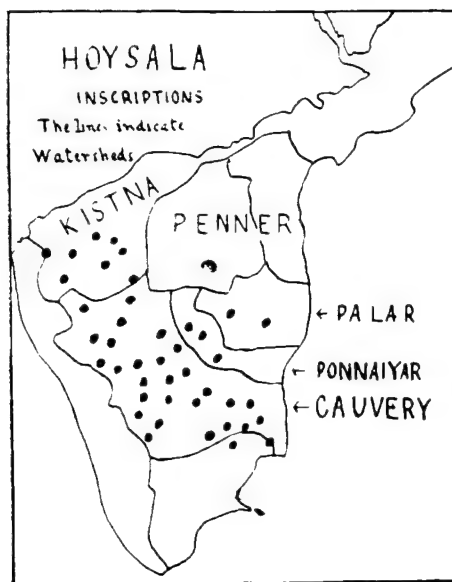 HOYSALA
INSCRIPTIONS
The Lines indicate
Watersheds
KISTNA
PENNER
← PALAR
← PONNAIYAR
← CAUVERY